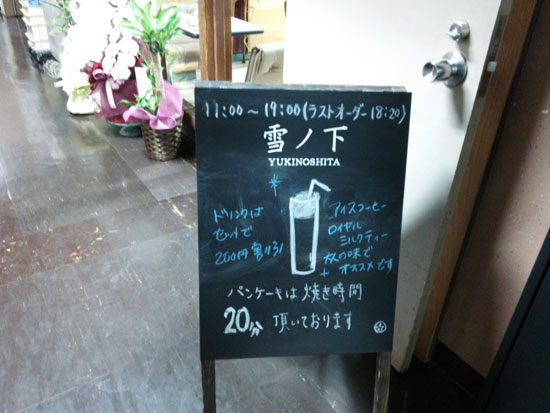 11:00～19:00(ラストオーダー18:20)
雪ノ下
YUKINOSHITA
ドリンクは
セットで
200円割り引
アイスコーヒー
ロイヤル
ミルクティー
オススメです
パンケーキは焼き時間
20分 頂いております